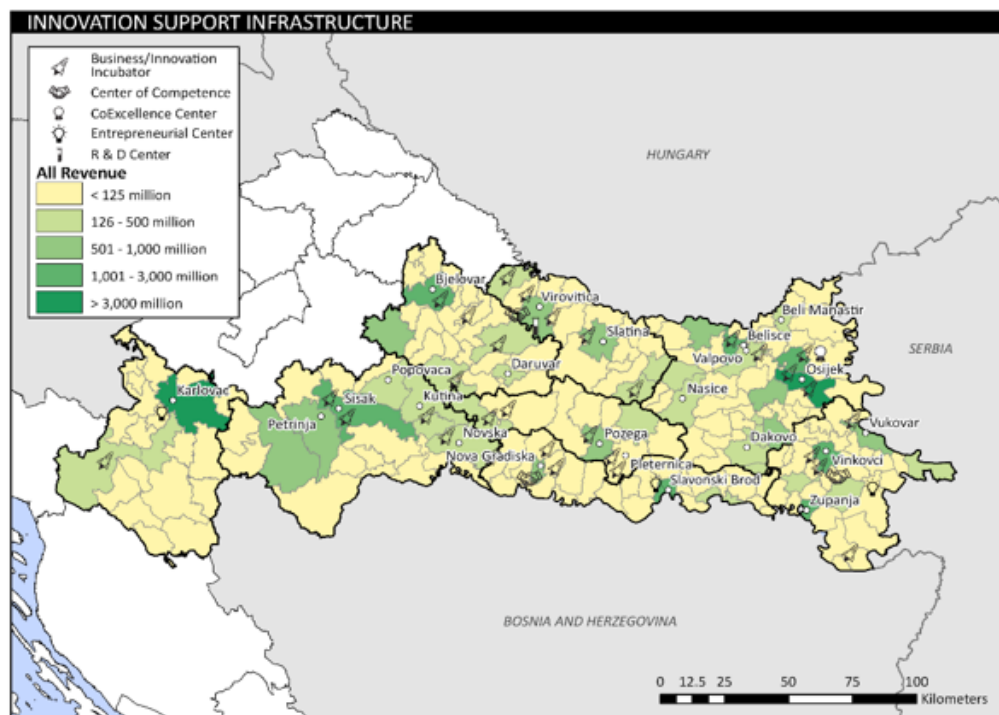 INNOVATION SUPPORT INFRASTRUCTURE
Business/Innovation
Incubator
Center of Competence
CoExcellence Center
Entrepreneurial Center
R & D Center
All Revenue
< 125 million
126 - 500 million
501 - 1,000 million
1,001 - 3,000 million
> 3,000 million
HUNGARY
SERBIA
BOSNIA AND HERZEGOVINA
Bjelovar
Virovitica
Beli Manastir
Slatina
Belisce
Valpovo
Daruvar
Osijek
Popovaca
Karlovac
Sisak
Kutina
Nasice
Petrinja
Vukovar
Novska
Pozega
Dakovo
Nova Gradiska
Pleternica
Vinkovci
Slavonski Brod
Zupanja
0 12.5 25 50 75 100
Kilometers